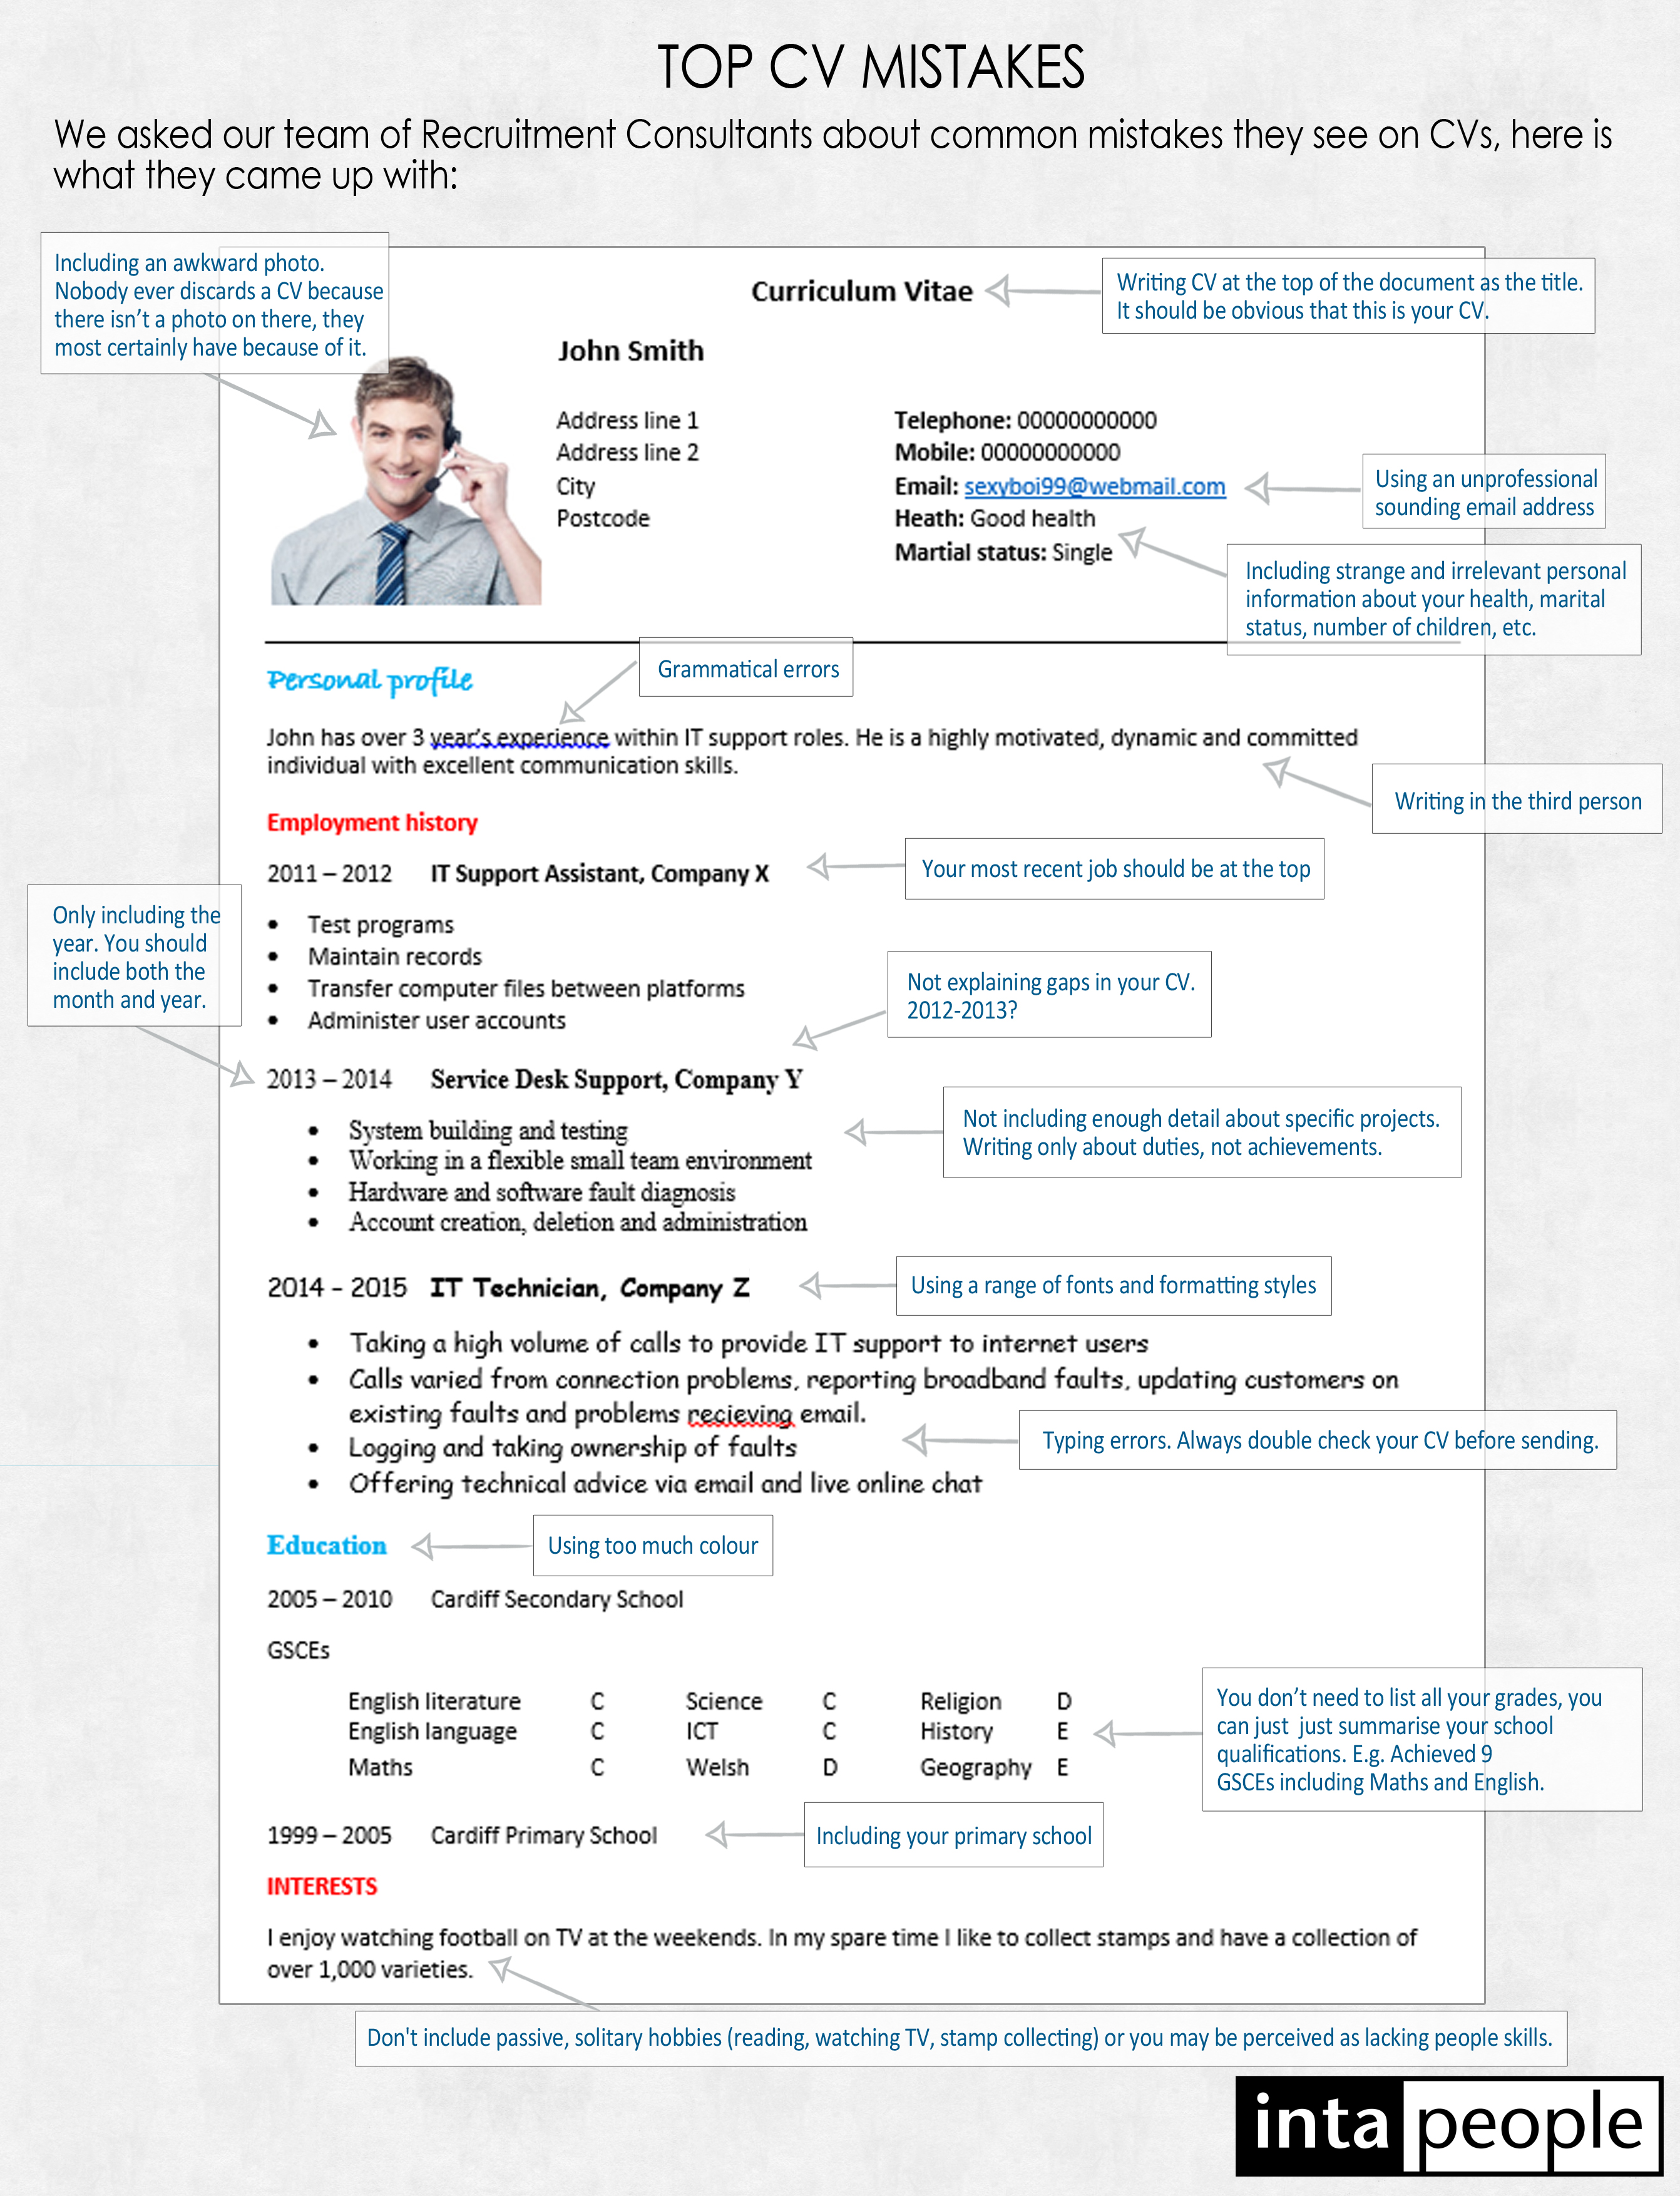 TOP CV MISTAKES
We asked our team of Recruitment Consultants about common mistakes they see on CVs, here is
what they came up with:
Including an awkward photo.
Nobody ever discards a CV because
there isn't a photo on there, they
most certainly have because of it.
Curriculum Vitae
Writing CV at the top of the document as the title.
It should be obvious that this is your CV.
John Smith
Address line 1
Address line 2
City
Postcode
Telephone: 00000000000
Mobile: 00000000000
Email: sexyboi99@webmail.com
Heath: Good health
Martial status: Single
Using an unprofessional
sounding email address
Including strange and irrelevant personal
information about your health, marital
status, number of children, etc.
Personal profile
Grammatical errors
John has over 3 year's experience within IT support roles. He is a highly motivated, dynamic and committed
individual with excellent communication skills.
Writing in the third person
Employment history
2011 – 2012 IT Support Assistant, Company X
Your most recent job should be at the top
Only including the
year. You should
include both the
month and year.
• Test programs
• Maintain records
• Transfer computer files between platforms
• Administer user accounts
Not explaining gaps in your CV.
2012-2013?
2013 – 2014 Service Desk Support, Company Y
• System building and testing
• Working in a flexible small team environment
• Hardware and software fault diagnosis
• Account creation, deletion and administration
Not including enough detail about specific projects.
Writing only about duties, not achievements.
2014 – 2015 IT Technician, Company Z
Using a range of fonts and formatting styles
• Taking a high volume of calls to provide IT support to internet users
• Calls varied from connection problems, reporting broadband faults, updating customers on
existing faults and problems recieving email.
• Logging and taking ownership of faults
• Offering technical advice via email and live online chat
Typing errors. Always double check your CV before sending.
Education
Using too much colour
2005 – 2010 Cardiff Secondary School
GSCEs
English literature C Science C Religion D
English language C ICT C History E
Maths C Welsh D Geography E
You don't need to list all your grades, you
can just just summarise your school
qualifications. E.g. Achieved 9
GSCEs including Maths and English.
1999 – 2005 Cardiff Primary School
Including your primary school
INTERESTS
I enjoy watching football on TV at the weekends. In my spare time I like to collect stamps and have a collection of
over 1,000 varieties.
Don't include passive, solitary hobbies (reading, watching TV, stamp collecting) or you may be perceived as lacking people skills.
inta people